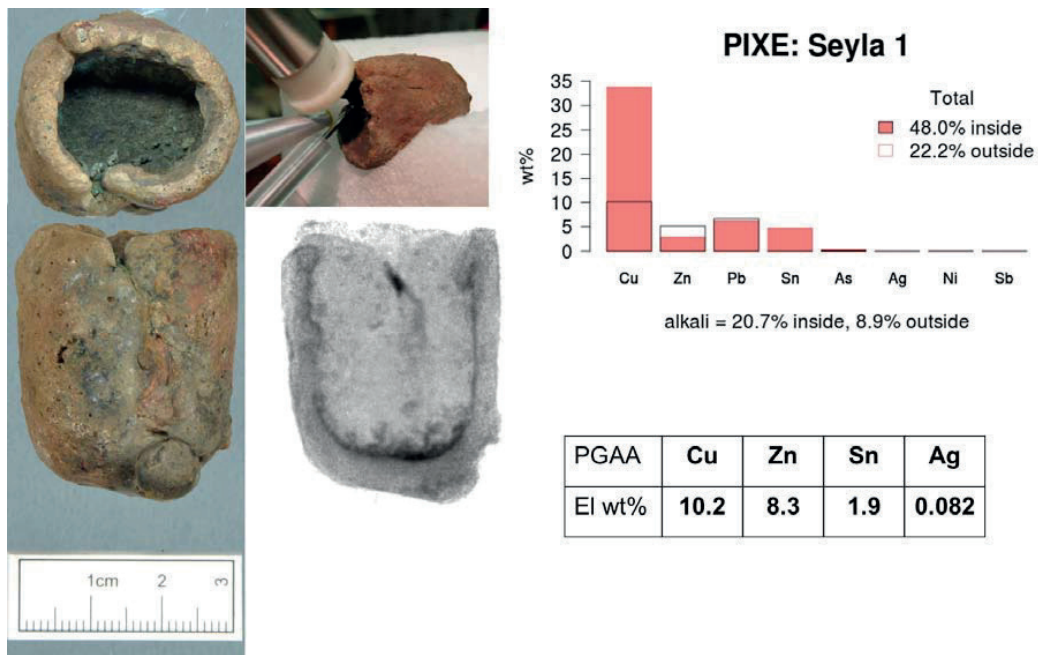 PIXE: Seyla 1
35
30
25
20
15
10
5
0
wt%
Total
48.0% inside
22.2% outside
Cu Zn Pb Sn As Ag Ni Sb
alkali = 20.7% inside, 8.9% outside
PGAA Cu Zn Sn Ag
El wt% 10.2 8.3 1.9 0.082
1cm 2 3